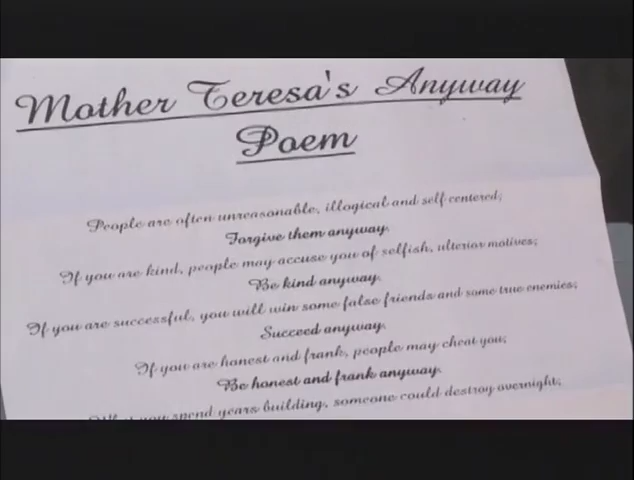 Mother Teresa's Anyway
Poem
People are often unreasonable, illogical and self centered;
Forgive them anyway.
If you are kind, people may accuse you of selfish, ulterior motives;
Be kind anyway.
If you are successful, you will win some false friends and some true enemies;
Succeed anyway.
If you are honest and frank, people may cheat you;
Be honest and frank anyway.
What you spend years building, someone could destroy overnight;